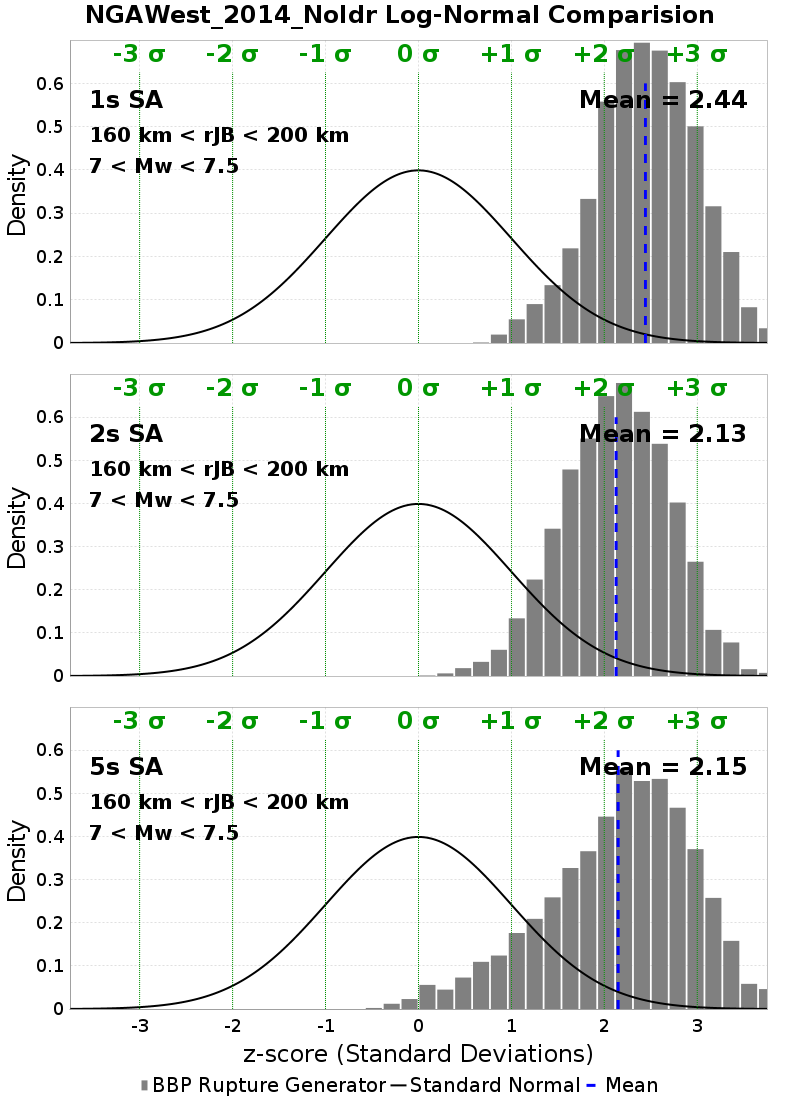 NGAWest_2014_NoIdr Log-Normal Comparision
-3 σ -2 σ -1 σ 0 σ +1 σ +2 σ +3 σ
0.6
1s SA Mean = 2.44
0.5
160 km < rJB < 200 km
7 < Mw < 7.5
0.4
0.3
0.2
0.1
0
Density
-3 σ -2 σ -1 σ 0 σ +1 σ +2 σ +3 σ
0.6
2s SA Mean = 2.13
0.5
160 km < rJB < 200 km
7 < Mw < 7.5
0.4
0.3
0.2
0.1
0
Density
-3 σ -2 σ -1 σ 0 σ +1 σ +2 σ +3 σ
0.6
5s SA Mean = 2.15
0.5
160 km < rJB < 200 km
7 < Mw < 7.5
0.4
0.3
0.2
0.1
0
Density
-3 -2 -1 0 1 2 3
z-score (Standard Deviations)
BBP Rupture Generator Standard Normal Mean